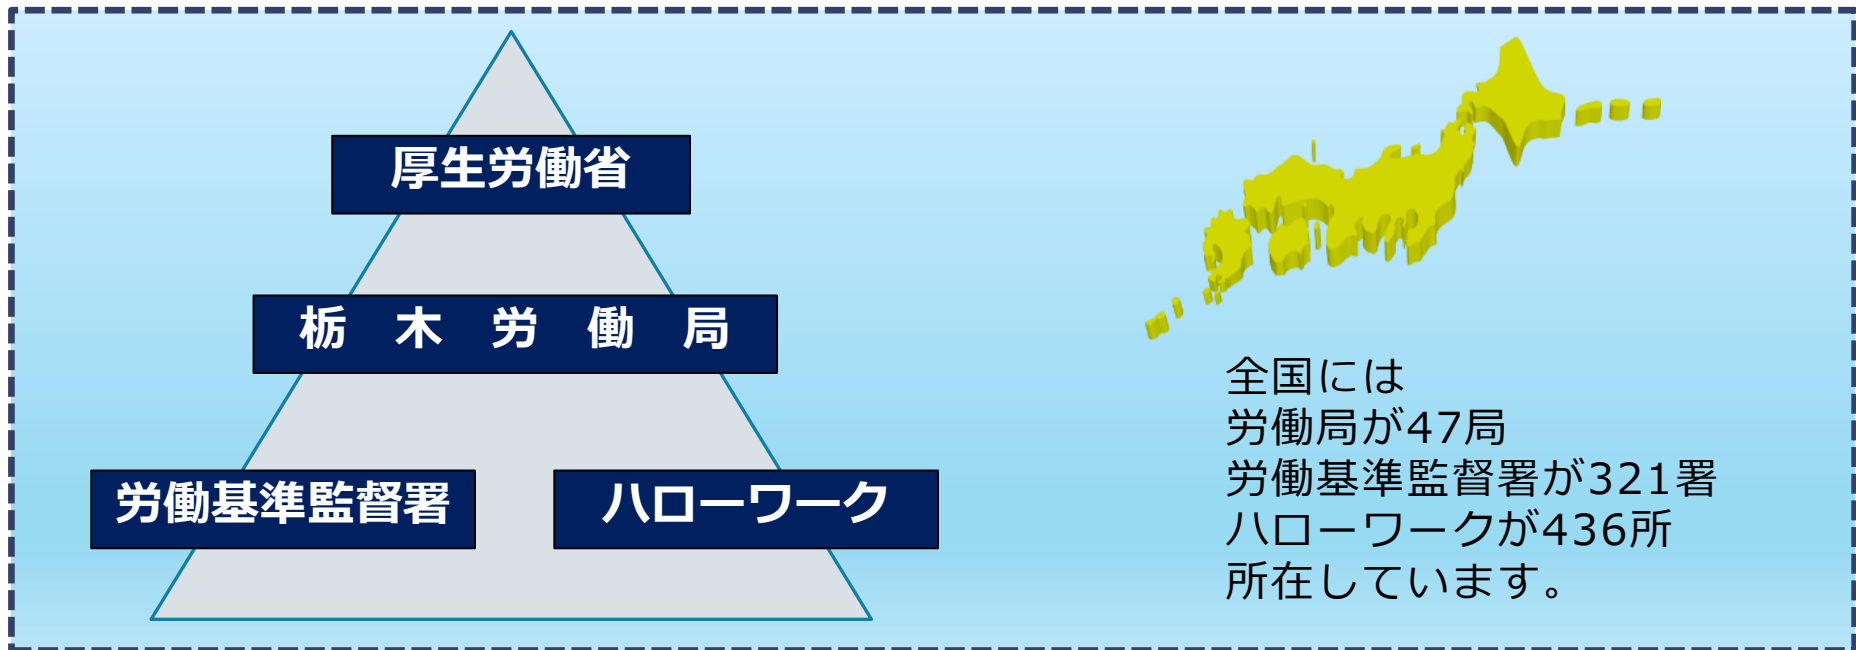 厚生労働省
栃　木　労　働　局
労働基準監督署
ハローワーク
全国には
労働局が47局
労働基準監督署が321署
ハローワークが436所
所在しています。